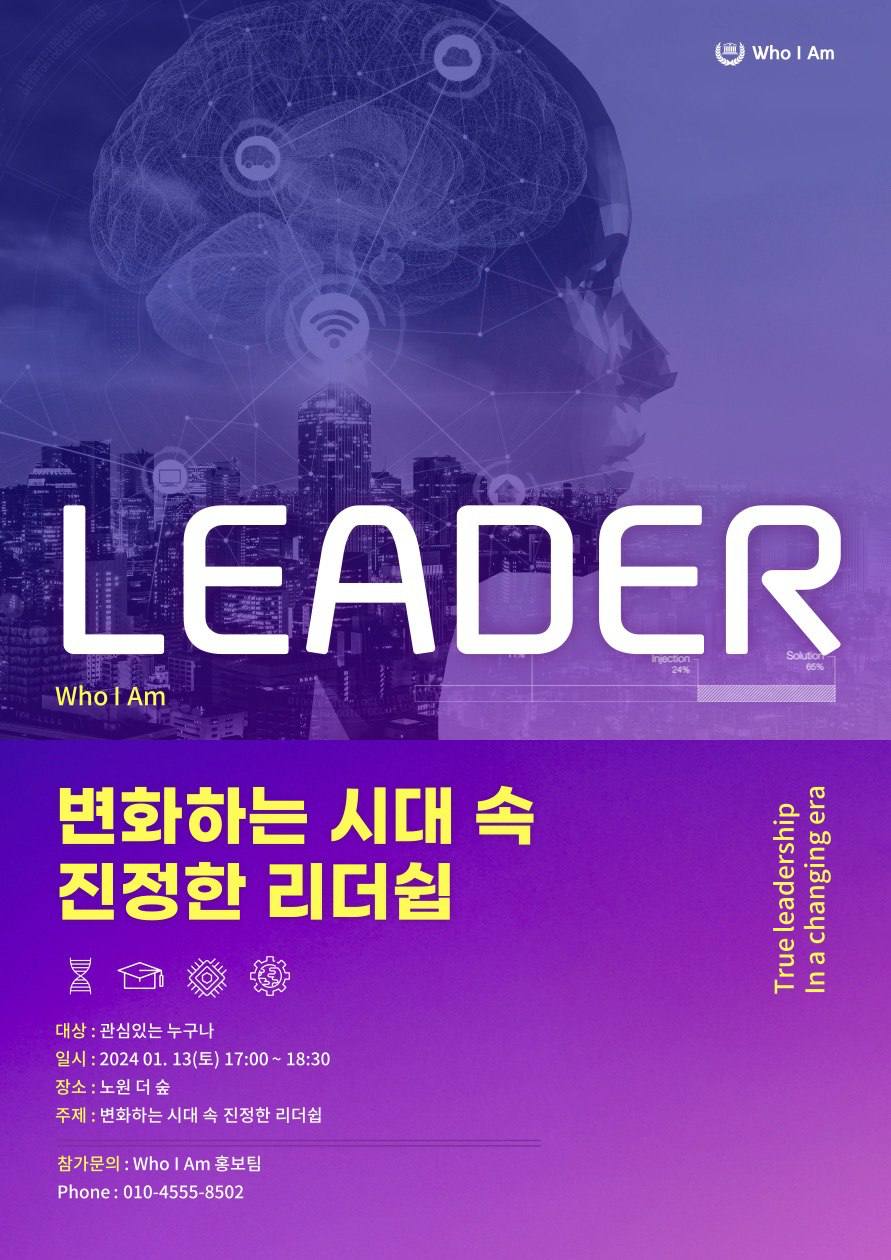 Who I Am
LEADER
Injection
24%
Solution
65%
Who I Am
변화하는 시대 속
진정한 리더쉽
True leadership
In a changing era
대상 : 관심있는 누구나
일시 : 2024 01. 13(토) 17:00 ~ 18:30
장소 : 노원 더 숲
주제 : 변화하는 시대 속 진정한 리더쉽
참가문의 : Who I Am 홍보팀
Phone : 010-4555-8502